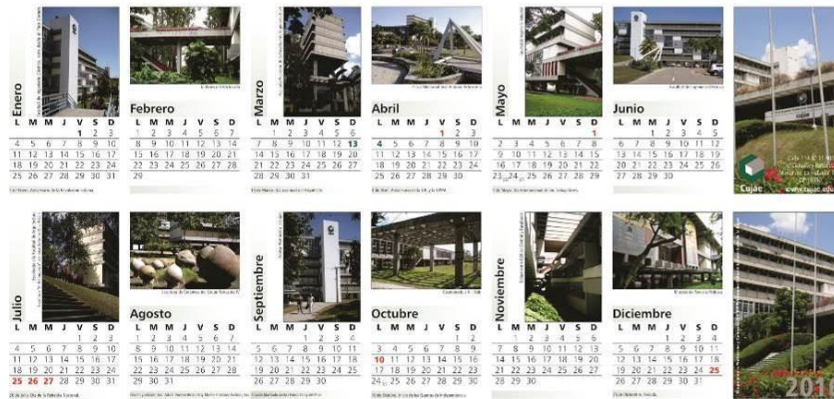 Enero
L M M J V S D
1 2 3
4 5 6 7 8 9 10
11 12 13 14 15 16 17
18 19 20 21 22 23 24
25 26 27 28 29 30 31
Febrero
L M M J V S D
1 2 3 4 5 6 7
8 9 10 11 12 13 14
15 16 17 18 19 20 21
22 23 24 25 26 27 28
29
Marzo
L M M J V S D
1 2 3 4 5 6
7 8 9 10 11 12 13
14 15 16 17 18 19 20
21 22 23 24 25 26 27
28 29 30 31
Abril
L M M J V S D
1 2 3
4 5 6 7 8 9 10
11 12 13 14 15 16 17
18 19 20 21 22 23 24
25 26 27 28 29 30
Mayo
L M M J V S D
1
2 3 4 5 6 7 8
9 10 11 12 13 14 15
16 17 18 19 20 21 22
23 24 25 26 27 28 29
30 31
Junio
L M M J V S D
1 2 3 4 5
6 7 8 9 10 11 12
13 14 15 16 17 18 19
20 21 22 23 24 25 26
27 28 29 30
Cujae
www.cujae.edu
Julio
L M M J V S D
1 2 3
4 5 6 7 8 9 10
11 12 13 14 15 16 17
18 19 20 21 22 23 24
25 26 27 28 29 30 31
Agosto
L M M J V S D
1 2 3 4 5 6 7
8 9 10 11 12 13 14
15 16 17 18 19 20 21
22 23 24 25 26 27 28
29 30 31
Septiembre
L M M J V S D
1 2 3 4
5 6 7 8 9 10 11
12 13 14 15 16 17 18
19 20 21 22 23 24 25
26 27 28 29 30
Octubre
L M M J V S D
1 2
3 4 5 6 7 8 9
10 11 12 13 14 15 16
17 18 19 20 21 22 23
24 25 26 27 28 29 30
31
Noviembre
L M M J V S D
1 2 3 4 5 6
7 8 9 10 11 12 13
14 15 16 17 18 19 20
21 22 23 24 25 26 27
28 29 30
Diciembre
L M M J V S D
1 2 3 4
5 6 7 8 9 10 11
12 13 14 15 16 17 18
19 20 21 22 23 24 25
26 27 28 29 30 31
2016